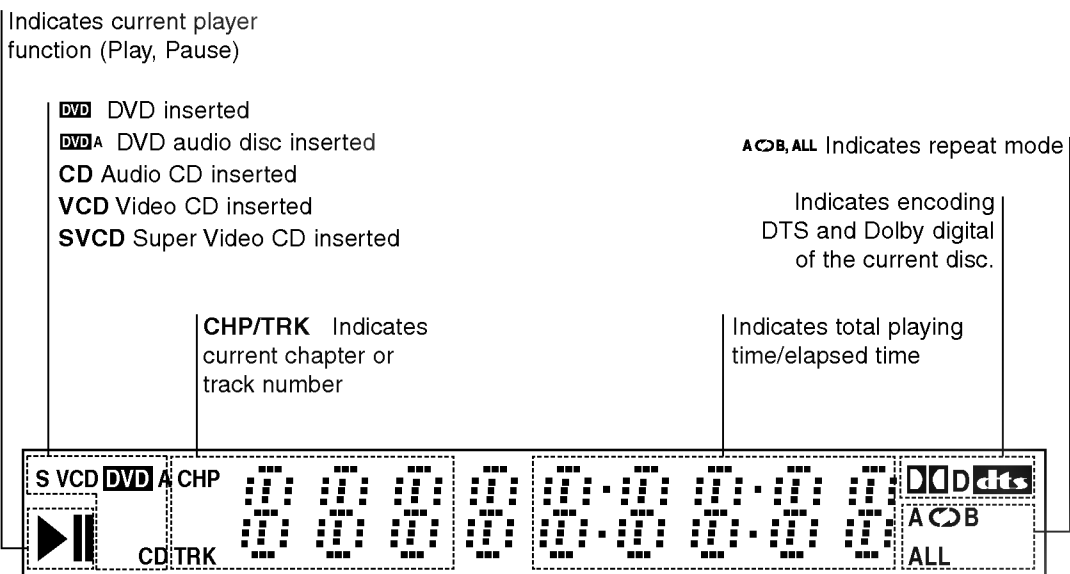 Indicates current player
function (Play, Pause)
DVD DVD inserted
DVD A DVD audio disc inserted
CD Audio CD inserted
VCD Video CD inserted
SVCD Super Video CD inserted
A B, ALL Indicates repeat mode
Indicates encoding
DTS and Dolby digital
of the current disc.
CHP/TRK Indicates
current chapter or
track number
Indicates total playing
time/elapsed time
S VCD DVD A CHP
D D dts
A B
CD TRK
ALL